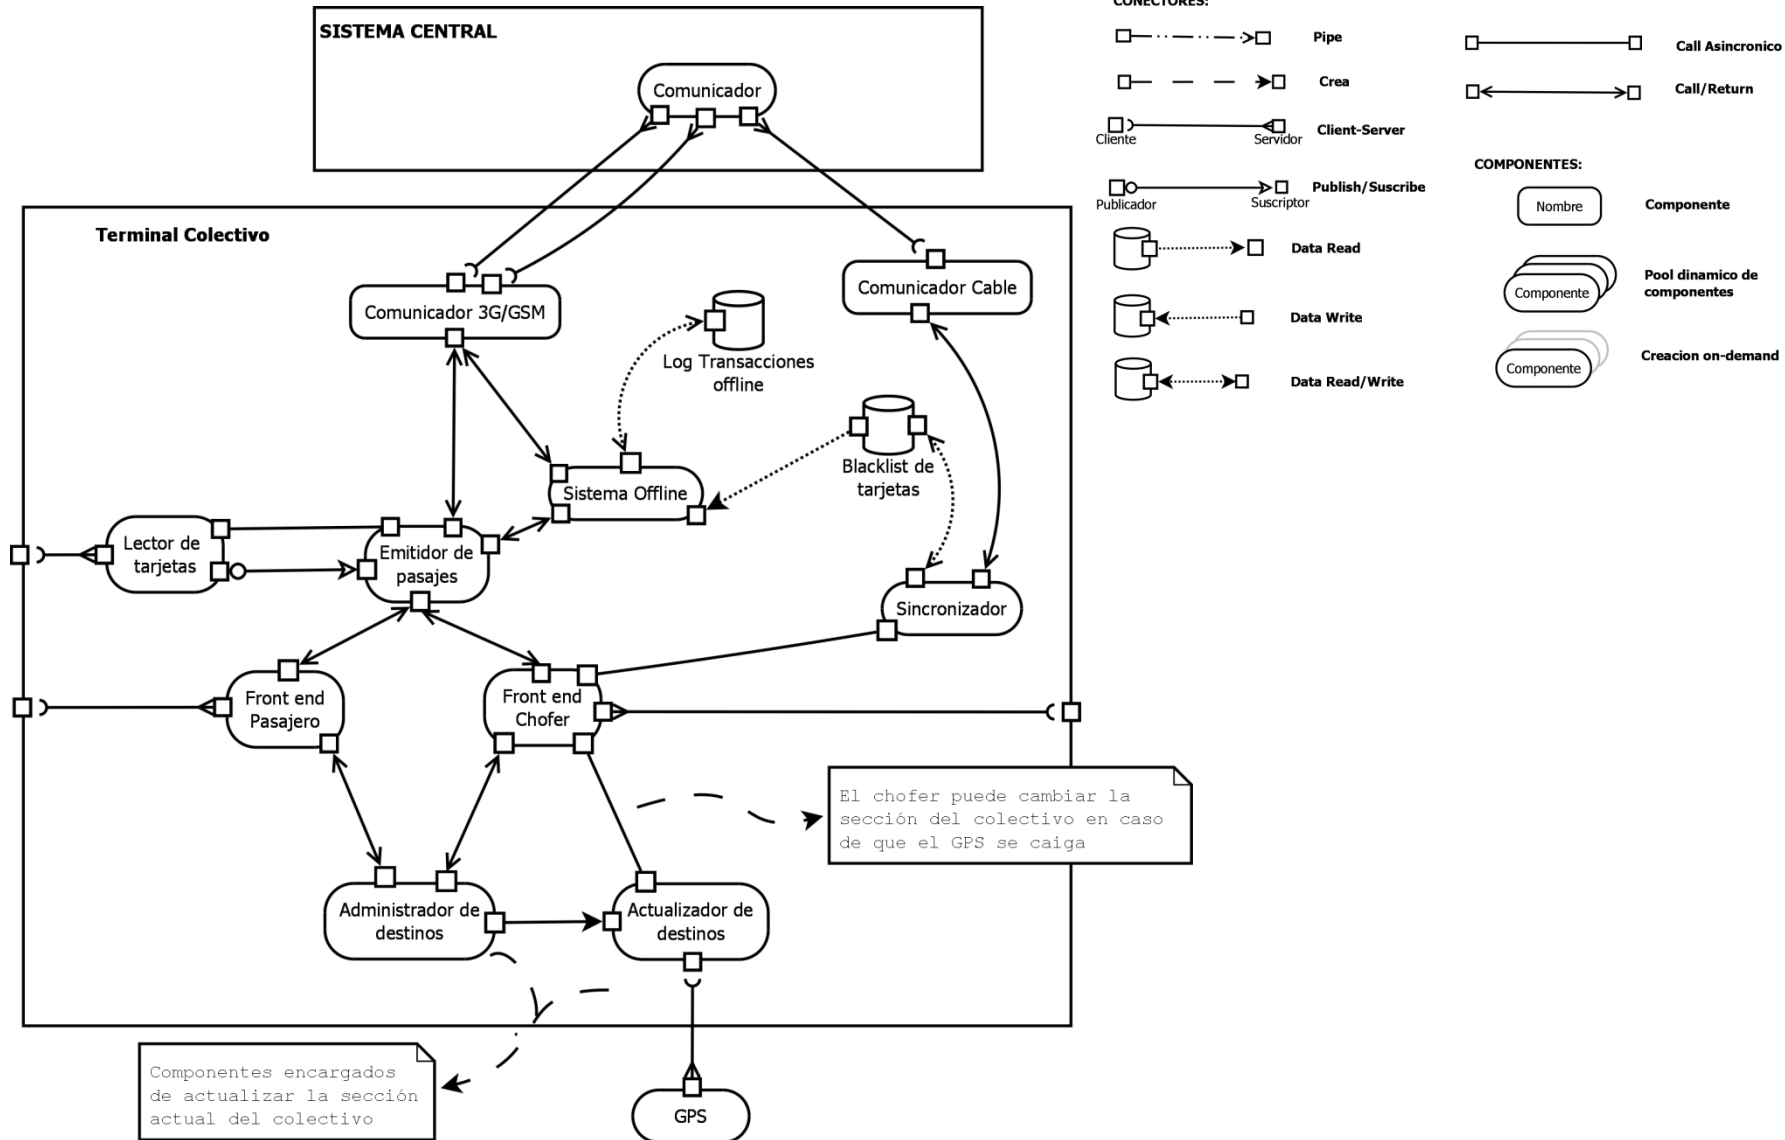 CONECTORES:
SISTEMA CENTRAL
Comunicador
Pipe
Call Asincronico
Crea
Call/Return
Cliente
Servidor
Client-Server
COMPONENTES:
Publicador
Suscriptor
Publish/Suscribe
Nombre
Componente
Data Read
Componente
Pool dinamico de
componentes
Data Write
Componente
Creacion on-demand
Data Read/Write
Terminal Colectivo
Comunicador 3G/GSM
Comunicador Cable
Log Transacciones
offline
Blacklist de
tarjetas
Sistema Offline
Lector de
tarjetas
Emitidor de
pasajes
Sincronizador
Front end
Pasajero
Front end
Chofer
El chofer puede cambiar la
sección del colectivo en caso
de que el GPS se caiga
Administrador de
destinos
Actualizador de
destinos
Componentes encargados
de actualizar la sección
actual del colectivo
GPS